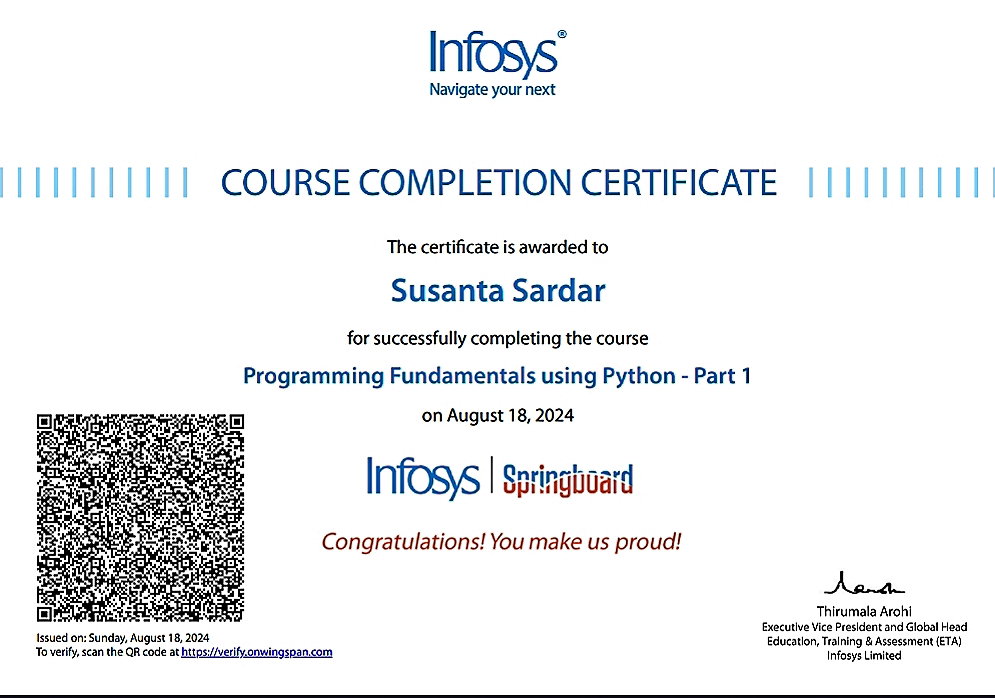 Infosys®
Navigate your next
COURSE COMPLETION CERTIFICATE
The certificate is awarded to
Susanta Sardar
for successfully completing the course
Programming Fundamentals using Python - Part 1
on August 18, 2024
Infosys | Springboard
Congratulations! You make us proud!
Issued on: Sunday, August 18, 2024
To verify, scan the QR code at https://verify.onwingspan.com
Thirumala Arohi
Executive Vice President and Global Head
Education, Training & Assessment (ETA)
Infosys Limited